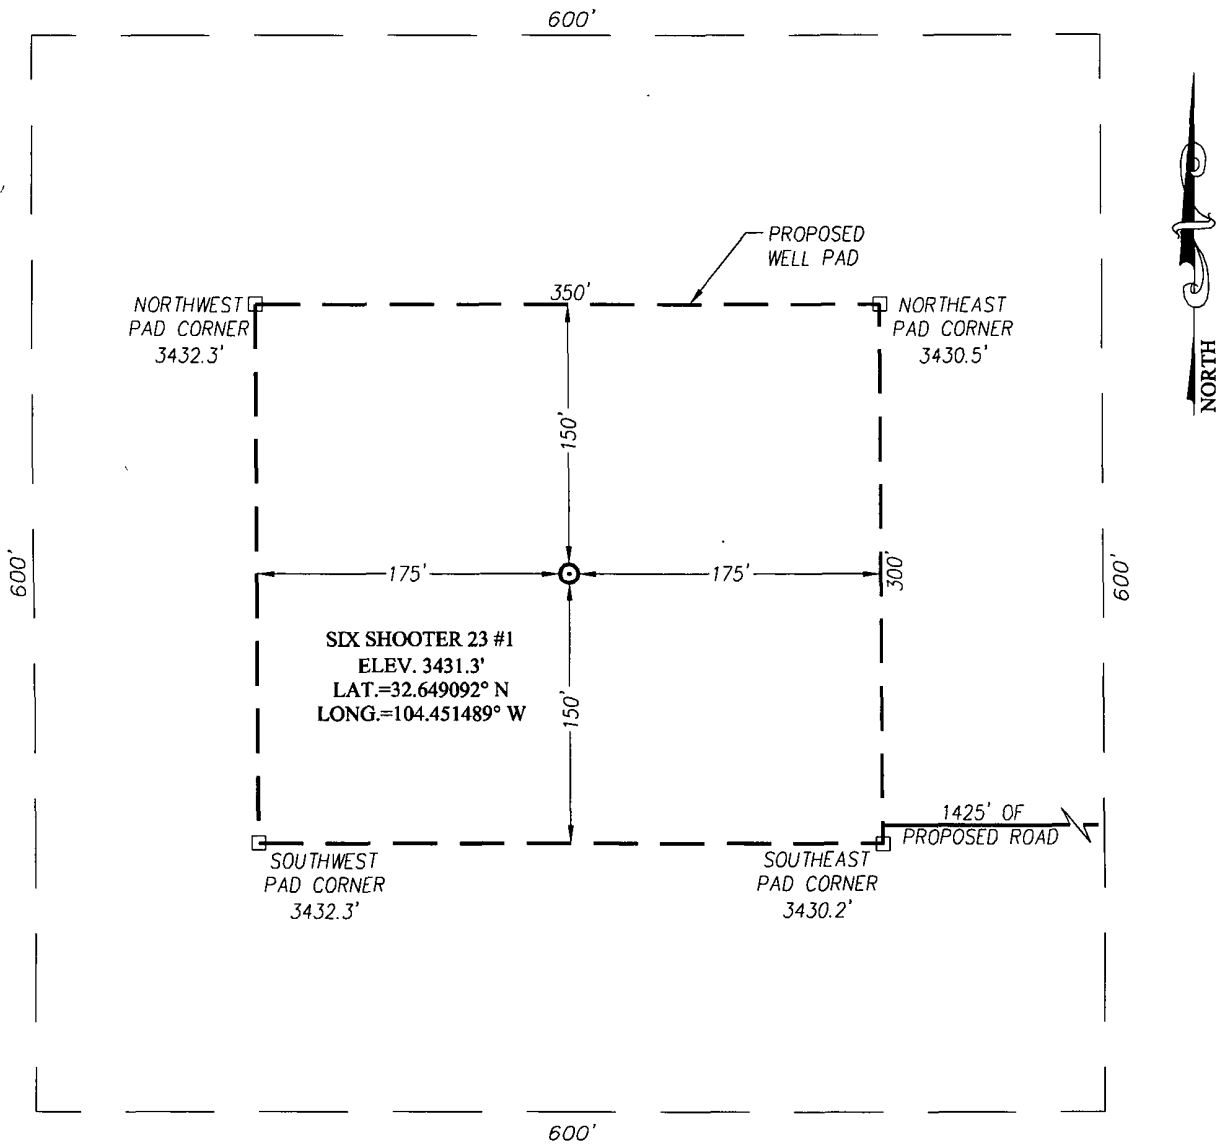 600'
PROPOSED
WELL PAD
350'
NORTHWEST
PAD CORNER
3432.3'
NORTHEAST
PAD CORNER
3430.5'
NORTH
150'
600'
175'
175'
300'
600'
SIX SHOOTER 23 #1
ELEV. 3431.3'
LAT.=32.649092° N
LONG.=104.451489° W
150'
1425' OF
PROPOSED ROAD
SOUTHWEST
PAD CORNER
3432.3'
SOUTHEAST
PAD CORNER
3430.2'
600'